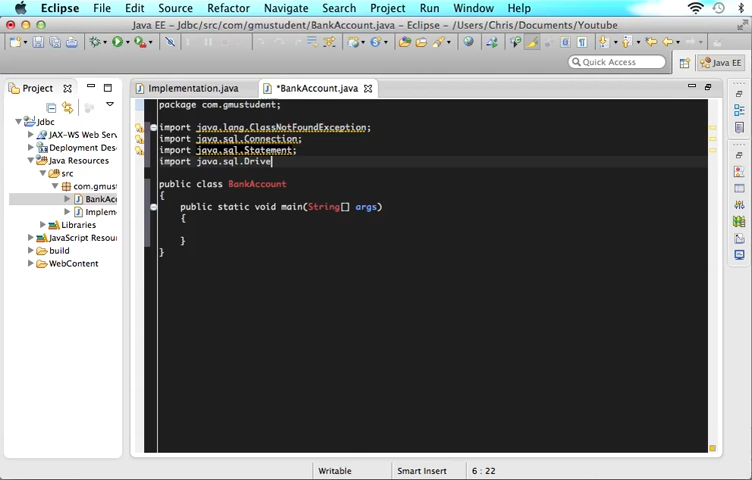 Eclipse File Edit Source Refactor Navigate Search Project Run Window Help
Java EE - Jdbc/src/com/gmustudent/BankAccount.java - Eclipse - /Users/Chris/Documents/Youtube
Quick Access
Java EE
Project
Jdbc
JAX-WS Web Serv
Deployment Des
Java Resources
src
com.gmust
BankAcc
Implem
Libraries
JavaScript Resou
build
WebContent
Implementation.java
*BankAccount.java
package com.gmustudent;
import java.lang.ClassNotFoundException;
import java.sql.Connection;
import java.sql.Statement;
import java.sql.Drive
public class BankAccount
{
public static void main(String[] args)
{
}
}
Writable Smart Insert 6 : 22